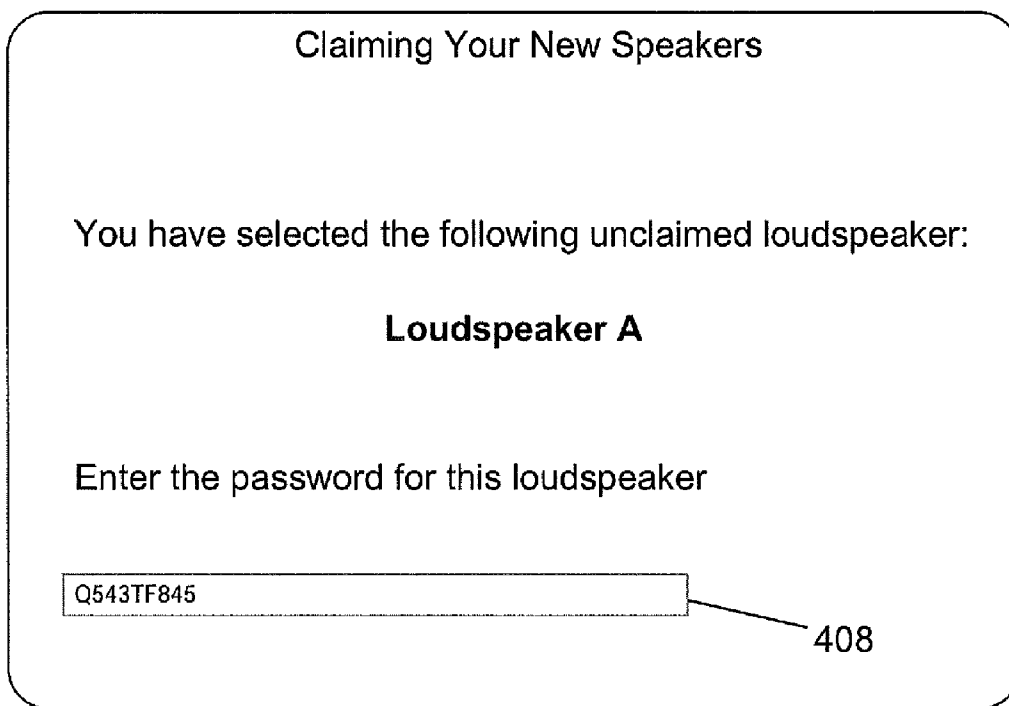 Claiming Your New Speakers
You have selected the following unclaimed loudspeaker:
Loudspeaker A
Enter the password for this loudspeaker
Q543TF845
408